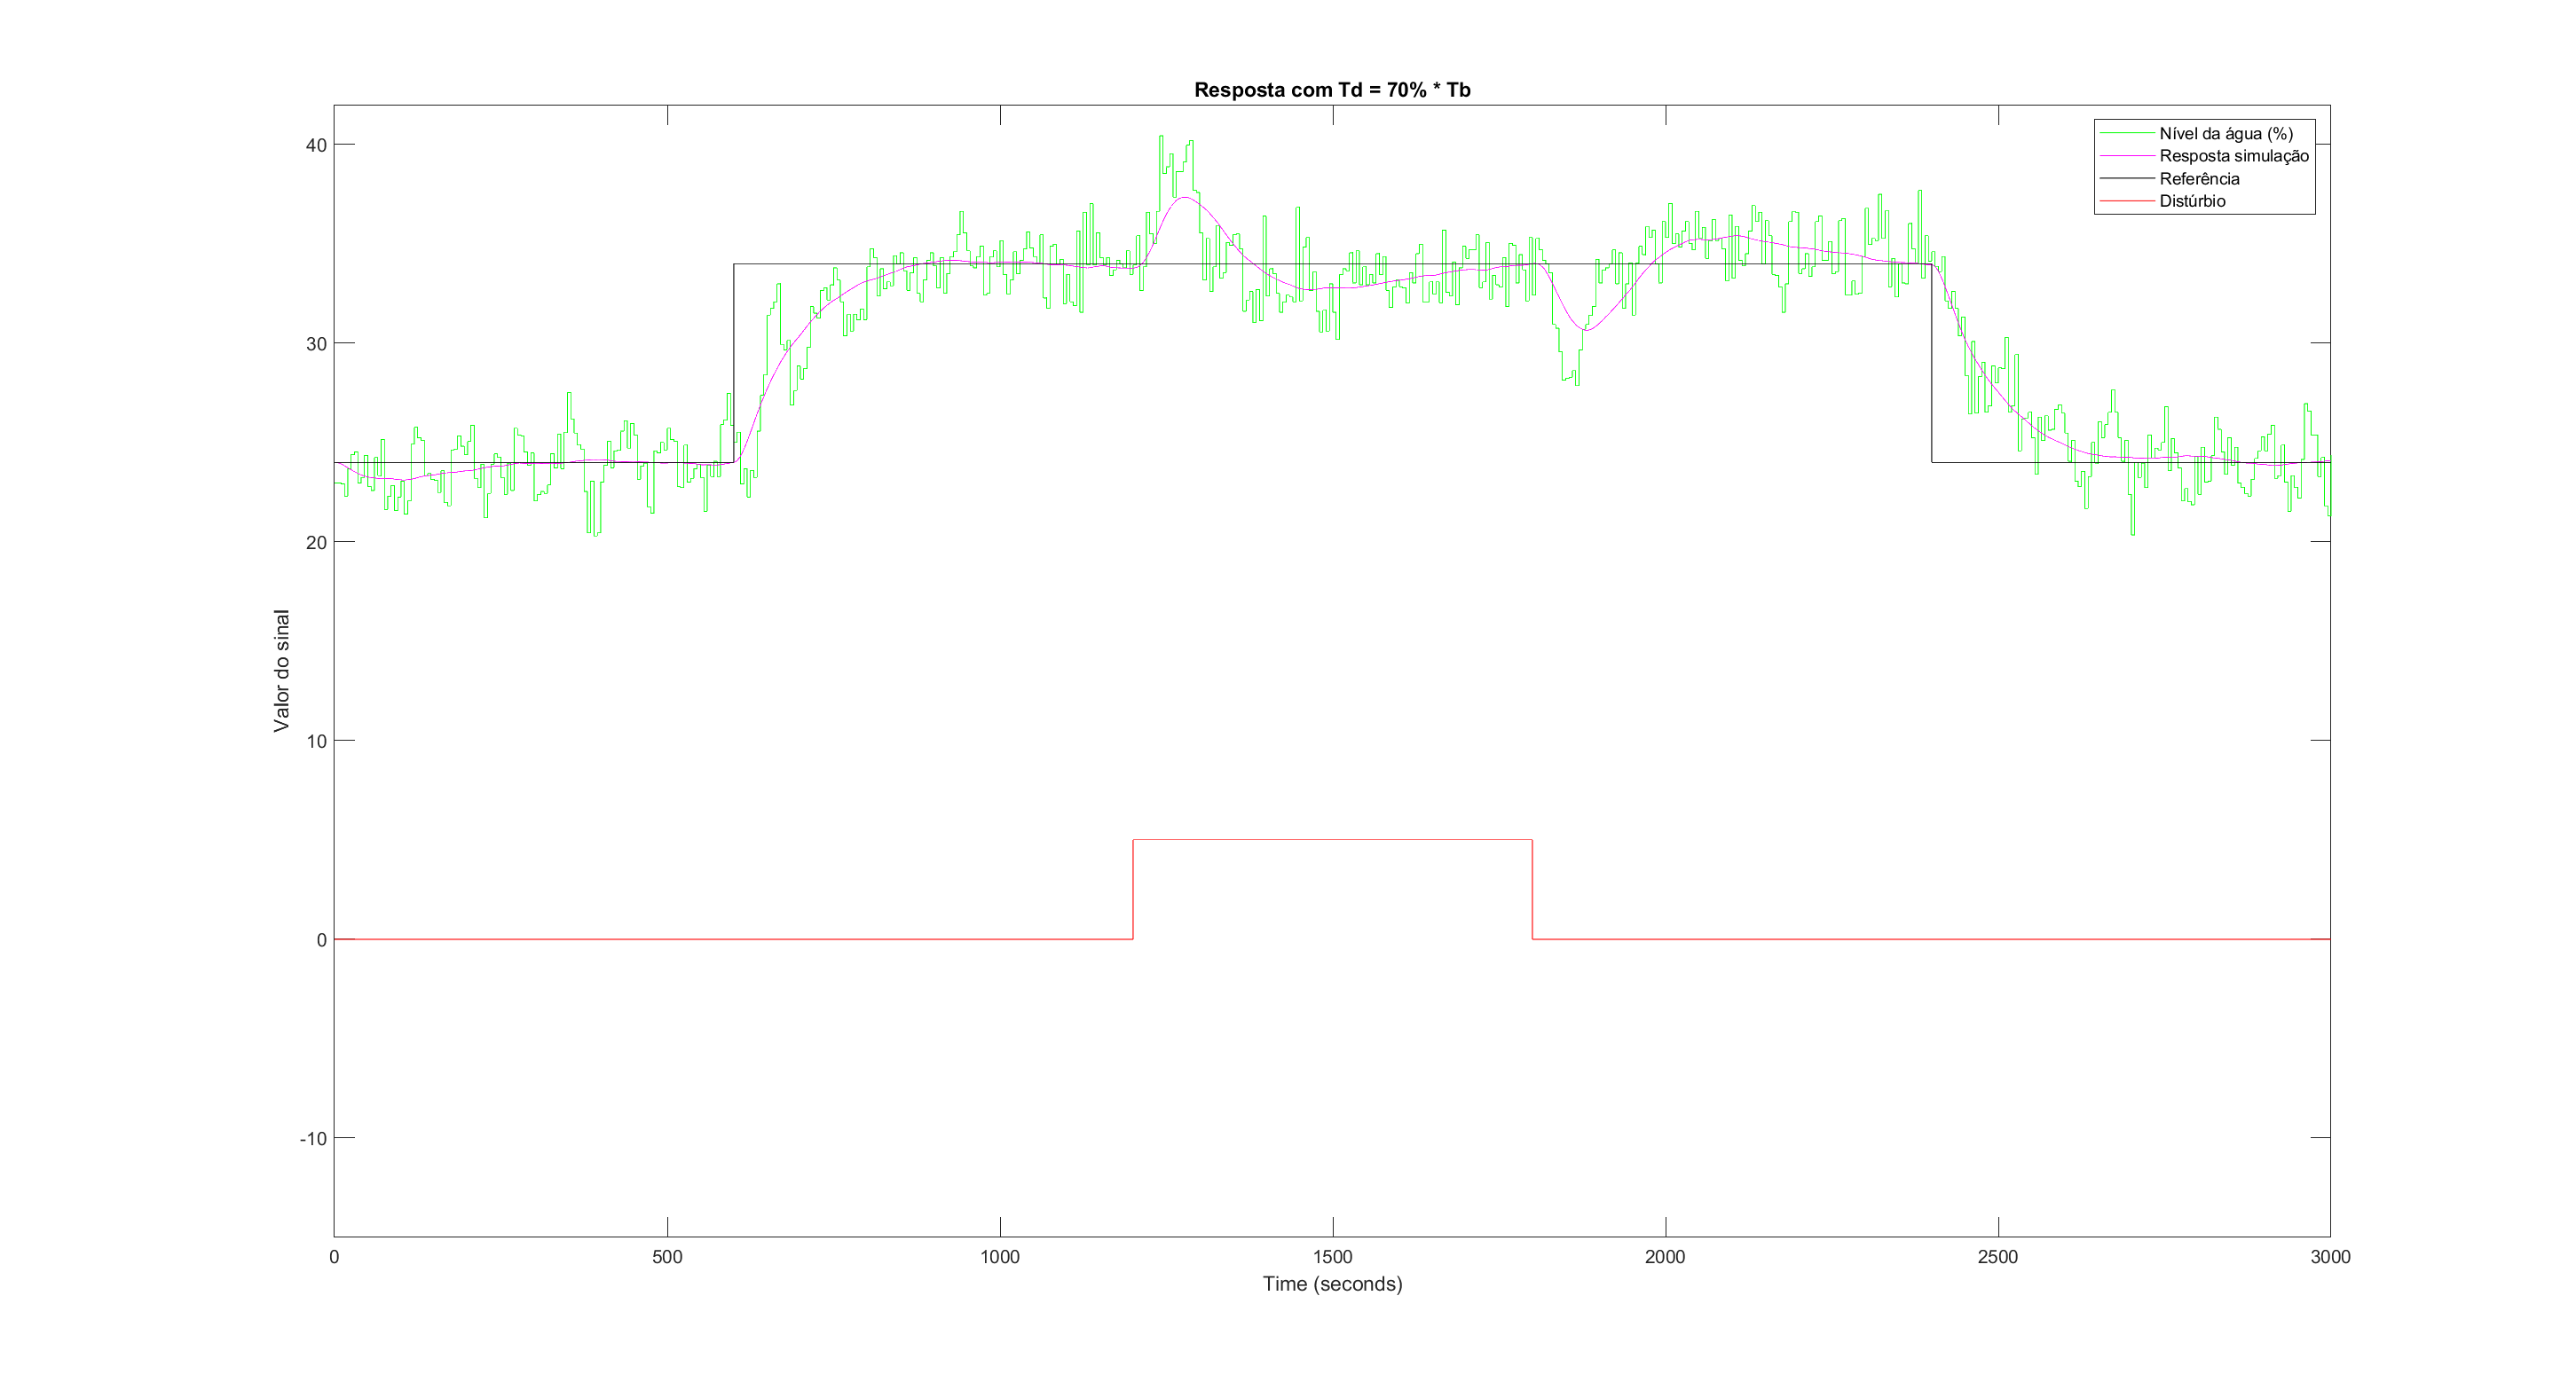 Resposta com Td = 70% * Tb
Nível da água (%)
Resposta simulação
Referência
Distúrbio
40
30
20
10
0
-10
Valor do sinal
0
500
1000
1500
2000
2500
3000
Time (seconds)